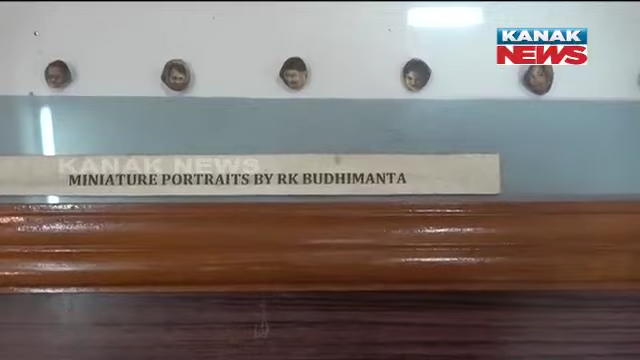 KANAK
NEWS
KANAK NEWS
MINIATURE PORTRAITS BY RK BUDHIMANTA